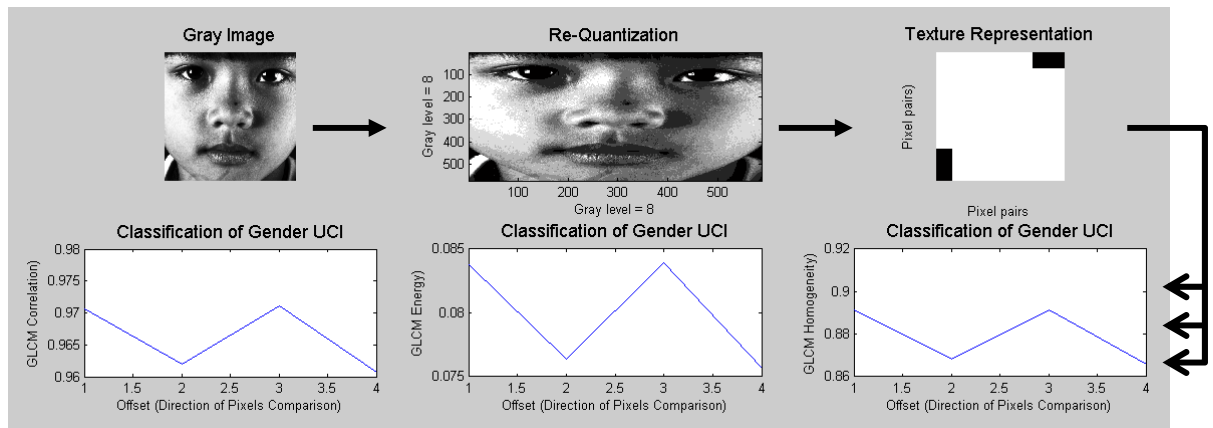 Gray Image
Re-Quantization
Texture Representation
Gray level = 8
100
200
300
400
500
100
200
300
400
500
Gray level = 8
Pixel pairs)
Pixel pairs
Classification of Gender UCI
GLCM Correlation)
0.98
0.975
0.97
0.965
0.96
1
1.5
2
2.5
3
3.5
4
Offset (Direction of Pixels Comparison)
Classification of Gender UCI
GLCM Energy)
0.085
0.08
0.075
1
1.5
2
2.5
3
3.5
4
Offset (Direction of Pixels Comparison)
Classification of Gender UCI
GLCM Homogeneity)
0.92
0.9
0.88
0.86
1
1.5
2
2.5
3
3.5
4
Offset (Direction of Pixels Comparison)